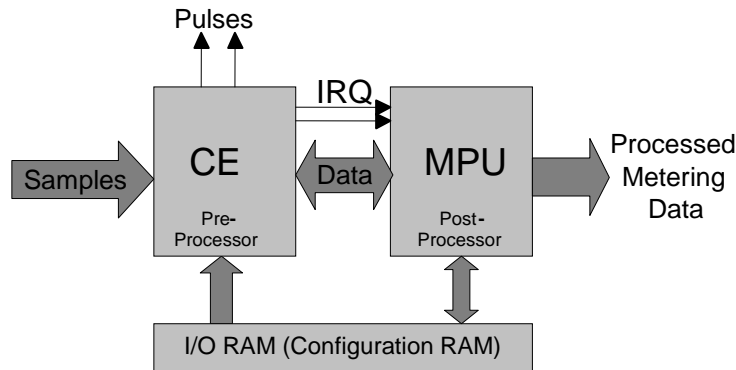 Pulses
IRQ
Samples
CE
Pre-
Processor
Data
MPU
Post-
Processor
Processed
Metering
Data
I/O RAM (Configuration RAM)